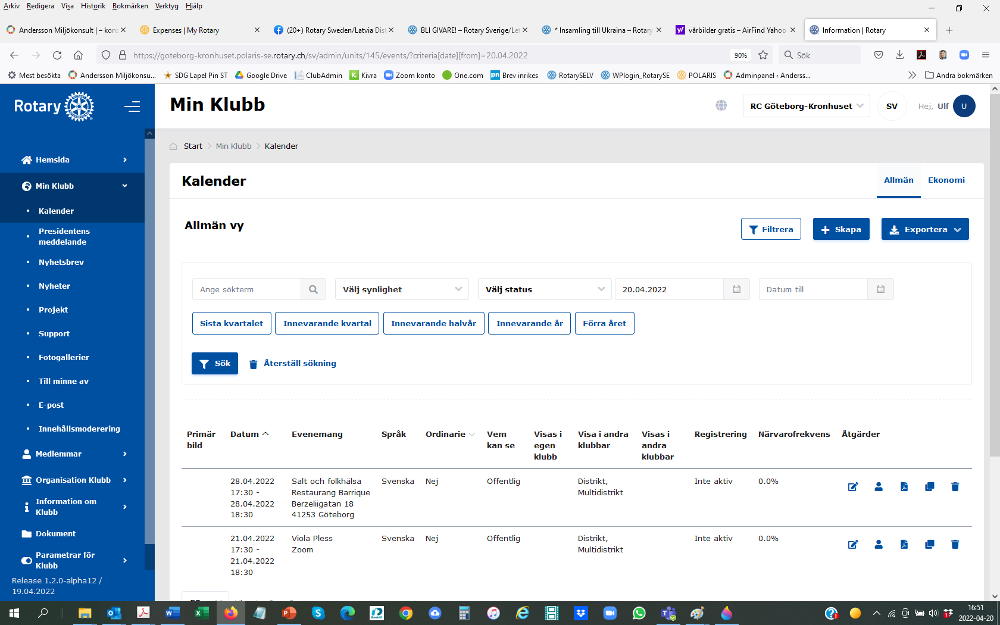 Arkiv Redigera Visa Historik Bokmärken Verktyg Hjälp
Andersson Miljökonsult | – kons
Expenses | My Rotary
(20+) Rotary Sweden/Latvia Dist
BLI GIVARE! – Rotary Sverige/Let
* Insamling till Ukraina – Rotary
vårbilder gratis – AirFind Yahoo
Information | Rotary
https://goteborg-kronhuset.polaris-se.rotary.ch/sv/admin/units/145/events/?criteria[date][from]=20.04.2022
90%
Sök
Mest besökta
Andersson Miljökonsu...
SDG Lapel Pin ST
Google Drive
ClubAdmin
Kivra
Zoom konto
One.com
Brev inrikes
RotarySELV
WPlogin_RotarySE
POLARIS
Adminpanel ‹ Anderss...
Andra bokmärken
Rotary
Min Klubb
RC Göteborg-Kronhuset
SV
Hej, Ulf
U
Start > Min Klubb > Kalender
Hemsida
Min Klubb
Kalender
Presidentens
meddelande
Nyhetsbrev
Nyheter
Projekt
Support
Fotogallerier
Till minne av
E-post
Innehållsmoderering
Medlemmar
Organisation Klubb
Information om
Klubb
Dokument
Parametrar för
Klubb
Release 1.2.0-alpha12 /
19.04.2022
Kalender
Allmän
Ekonomi
Allmän vy
Filtrera
Skapa
Exportera
Ange sökterm
Välj synlighet
Välj status
20.04.2022
Datum till
Sista kvartalet
Innevarande kvartal
Innevarande halvår
Innevarande år
Förra året
Sök
Återställ sökning
Primär
bild
Datum
Evenemang
Språk
Ordinarie
Vem
kan se
Visas i
egen
klubb
Visa i andra
klubbar
Visas i
andra
klubbar
Registrering
Närvarofrekvens
Åtgärder
28.04.2022
17:30 -
28.04.2022
18:30
Salt och folkhälsa
Restaurang Barrique
Berzeliigatan 18
41253 Göteborg
Svenska
Nej
Offentlig
Distrikt,
Multidistrikt
Inte aktiv
0.0%
21.04.2022
17:30 -
21.04.2022
18:30
Viola Pless
Zoom
Svenska
Nej
Offentlig
Distrikt,
Multidistrikt
Inte aktiv
0.0%
16:51
2022-04-20